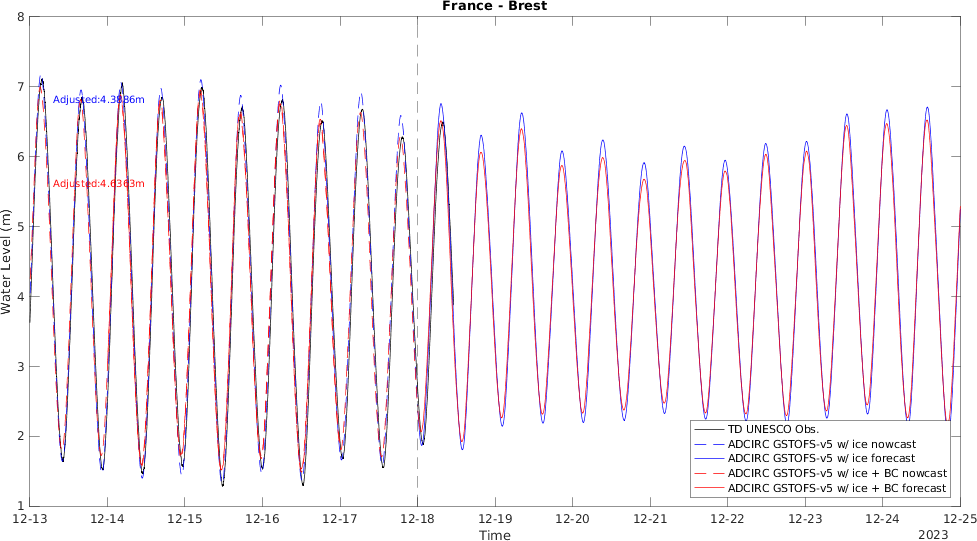 France - Brest
8
7
6
5
4
3
2
1
Water Level (m)
Adjusted:4.3886m
Adjusted:4.6363m
TD UNESCO Obs.
ADCIRC GSTOFS-v5 w/ ice nowcast
ADCIRC GSTOFS-v5 w/ ice forecast
ADCIRC GSTOFS-v5 w/ ice + BC nowcast
ADCIRC GSTOFS-v5 w/ ice + BC forecast
12-13 12-14 12-15 12-16 12-17 12-18 12-19 12-20 12-21 12-22 12-23 12-24 12-25
Time
2023